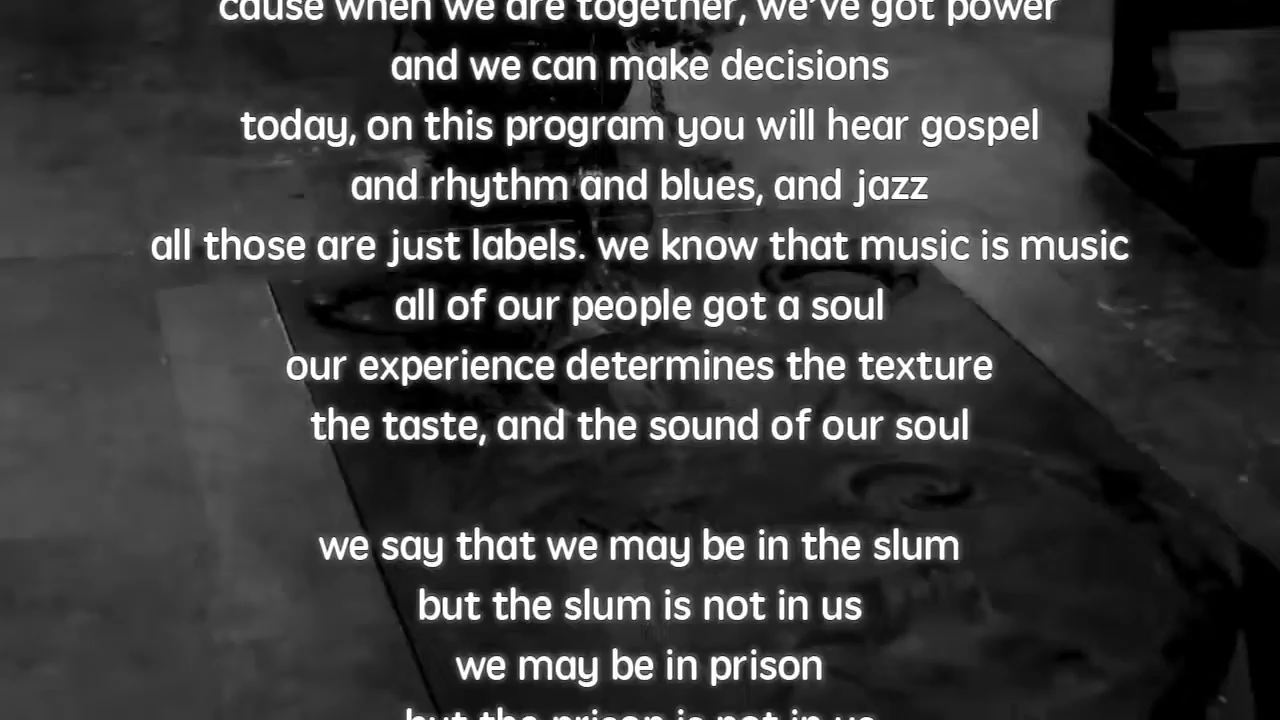 cause when we are together, we've got power
and we can make decisions
today, on this program you will hear gospel
and rhythm and blues, and jazz
all those are just labels. we know that music is music
all of our people got a soul
our experience determines the texture
the taste, and the sound of our soul
we say that we may be in the slum
but the slum is not in us
we may be in prison
but the prison is not in us